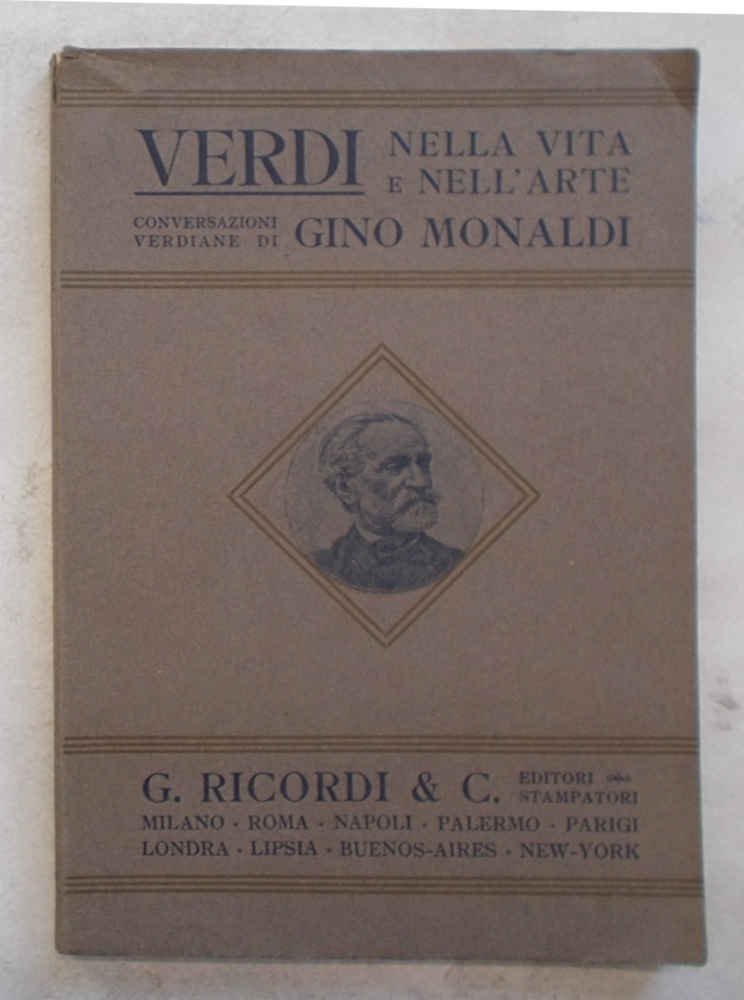 VERDI NELLA VITA
E NELL'ARTE
CONVERSAZIONI
VERDIANE DI GINO MONALDI
G. RICORDI & C. EDITORI
STAMPATORI
MILANO · ROMA · NAPOLI · PALERMO · PARIGI
LONDRA · LIPSIA · BUENOS-AIRES · NEW-YORK